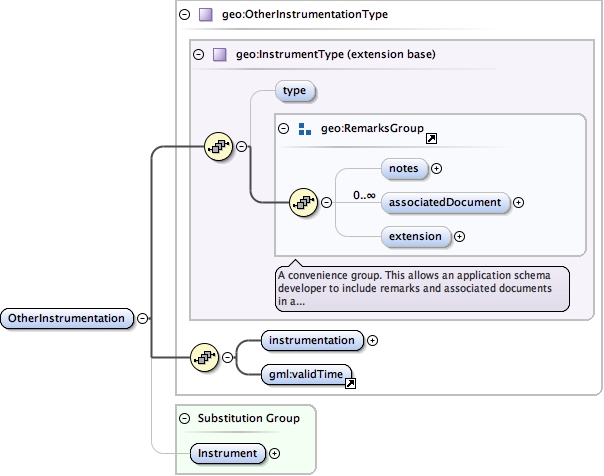 geo:OtherInstrumentationType
geo:InstrumentType (extension base)
type
geo:RemarksGroup
notes
0..∞
associatedDocument
extension
A convenience group. This allows an application schema
developer to include remarks and associated documents
in a...
OtherInstrumentation
instrumentation
gml:validTime
Substitution Group
Instrument